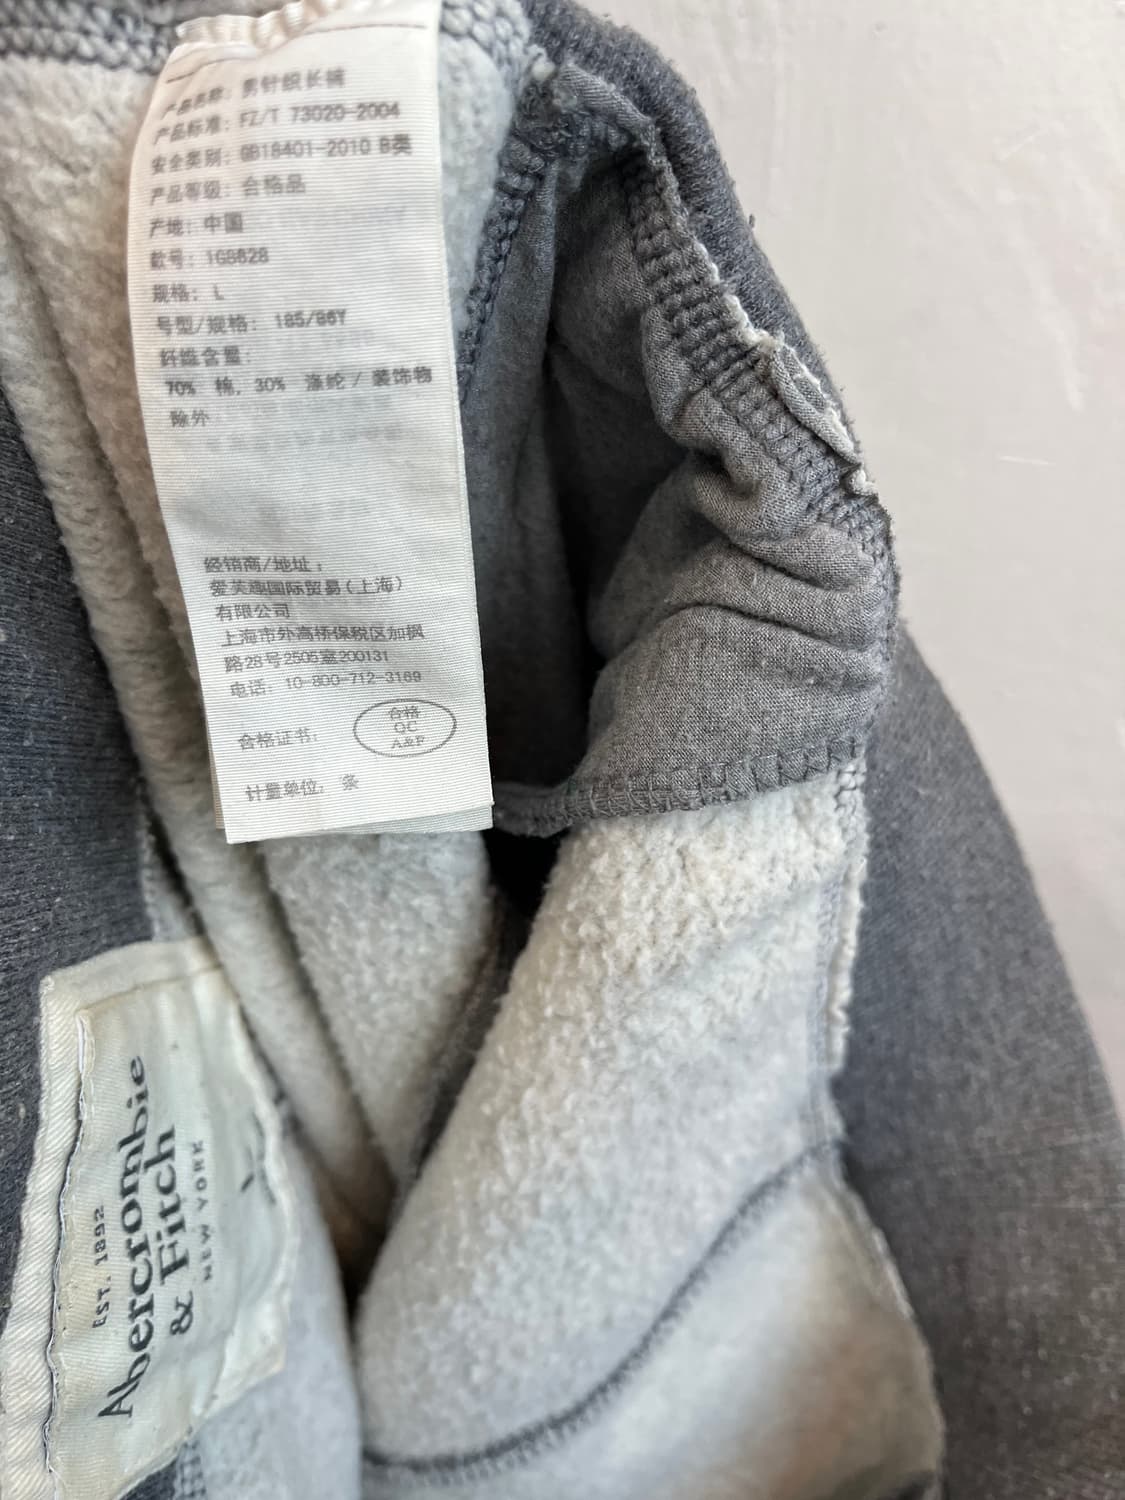 产品名称: 男针织长裤
产品标准: FZ/T 73020-2004
安全类别: GB18401-2010 B类
产品等级: 合格品
产地: 中国
款号: 168628
规格: L
号型/规格: 185/86Y
纤维含量:
70% 棉, 30% 涤纶 / 装饰物
除外
经销商/地址:
爱芙趣国际贸易(上海)
有限公司
上海市外高桥保税区加枫
路28号2505室200131
电话: 10-800-712-3169
合格证书:
合格
QC
A&F
计量单位: 条
EST. 1892
Abercrombie
& Fitch
NEW YORK